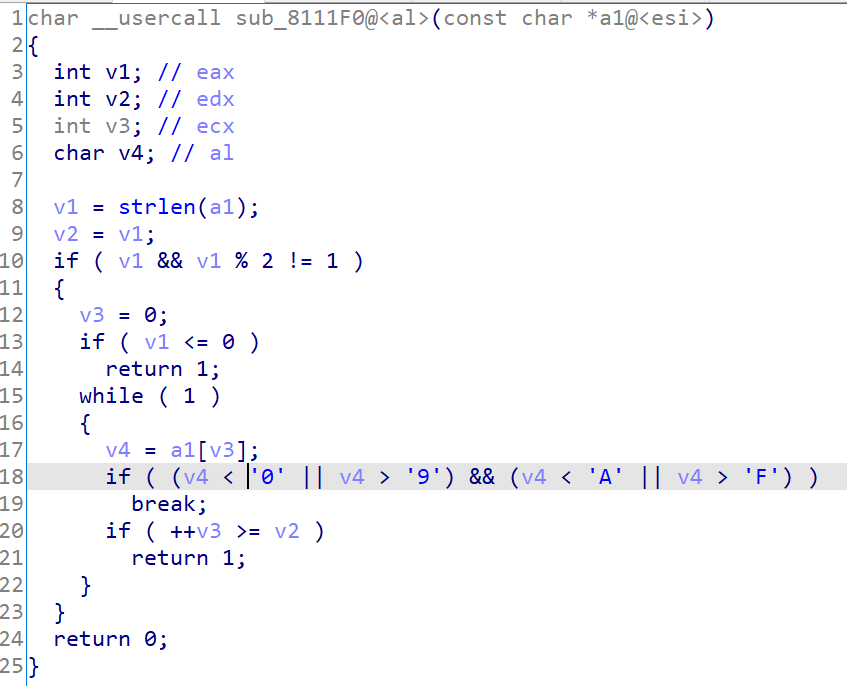 1 char __usercall sub_8111F0@<al>(const char *a1@<esi>)
2 {
3   int v1; // eax
4   int v2; // edx
5   int v3; // ecx
6   char v4; // al
7
8   v1 = strlen(a1);
9   v2 = v1;
10   if ( v1 && v1 % 2 != 1 )
11   {
12     v3 = 0;
13     if ( v1 <= 0 )
14       return 1;
15     while ( 1 )
16     {
17       v4 = a1[v3];
18       if ( (v4 < '0' || v4 > '9') && (v4 < 'A' || v4 > 'F') )
19         break;
20       if ( ++v3 >= v2 )
21         return 1;
22     }
23   }
24   return 0;
25 }